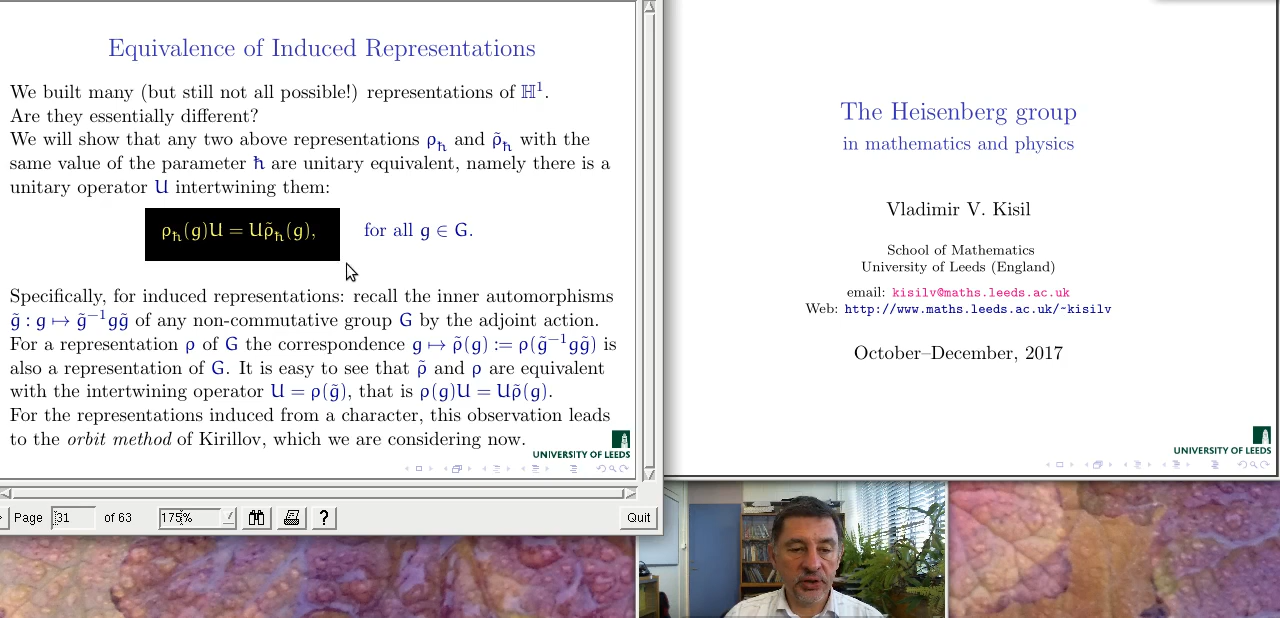 Equivalence of Induced Representations
We built many (but still not all possible!) representations of ℍ¹.
Are they essentially different?
We will show that any two above representations ρ_ħ and ρ̃_ħ with the
same value of the parameter ħ are unitary equivalent, namely there is a
unitary operator U intertwining them:
ρ_ħ(g)U = Uρ̃_ħ(g), for all g ∈ G.
Specifically, for induced representations: recall the inner automorphisms
g̃ : g ↦ g̃⁻¹gg̃ of any non-commutative group G by the adjoint action.
For a representation ρ of G the correspondence g ↦ ρ̃(g) := ρ(g̃⁻¹gg̃) is
also a representation of G. It is easy to see that ρ̃ and ρ are equivalent
with the intertwining operator U = ρ(g̃), that is ρ(g)U = Uρ̃(g).
For the representations induced from a character, this observation leads
to the orbit method of Kirillov, which we are considering now.
UNIVERSITY OF LEEDS
Page 31 of 63 175% ? Quit
The Heisenberg group
in mathematics and physics
Vladimir V. Kisil
School of Mathematics
University of Leeds (England)
email: kisilv@maths.leeds.ac.uk
Web: http://www.maths.leeds.ac.uk/~kisilv
October–December, 2017
UNIVERSITY OF LEEDS